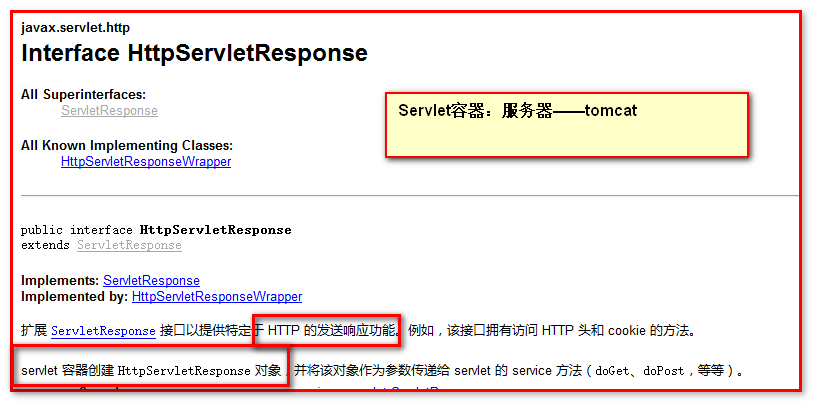 javax.servlet.http
Interface HttpServletResponse
All Superinterfaces:
ServletResponse
Servlet容器：服务器——tomcat
All Known Implementing Classes:
HttpServletResponseWrapper
public interface HttpServletResponse
extends ServletResponse
Implements: ServletResponse
Implemented by: HttpServletResponseWrapper
扩展 ServletResponse 接口以提供特定于 HTTP 的发送响应功能。例如，该接口拥有访问 HTTP 头和 cookie 的方法。
servlet 容器创建 HttpServletResponse 对象，并将该对象作为参数传递给 servlet 的 service 方法（doGet、doPost，等等）。